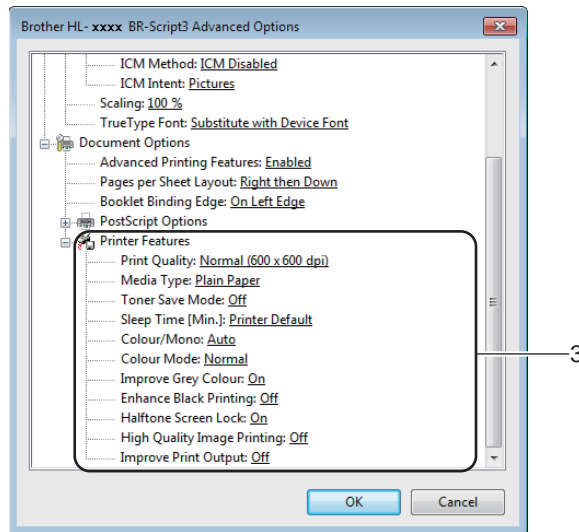 Brother HL- xxxx BR-Script3 Advanced Options
ICM Method: ICM Disabled
ICM Intent: Pictures
Scaling: 100 %
TrueType Font: Substitute with Device Font
Document Options
Advanced Printing Features: Enabled
Pages per Sheet Layout: Right then Down
Booklet Binding Edge: On Left Edge
PostScript Options
Printer Features
Print Quality: Normal (600 x 600 dpi)
Media Type: Plain Paper
Toner Save Mode: Off
Sleep Time [Min.]: Printer Default
Colour/Mono: Auto
Colour Mode: Normal
Improve Grey Colour: On
Enhance Black Printing: Off
Halftone Screen Lock: On
High Quality Image Printing: Off
Improve Print Output: Off
3
OK Cancel